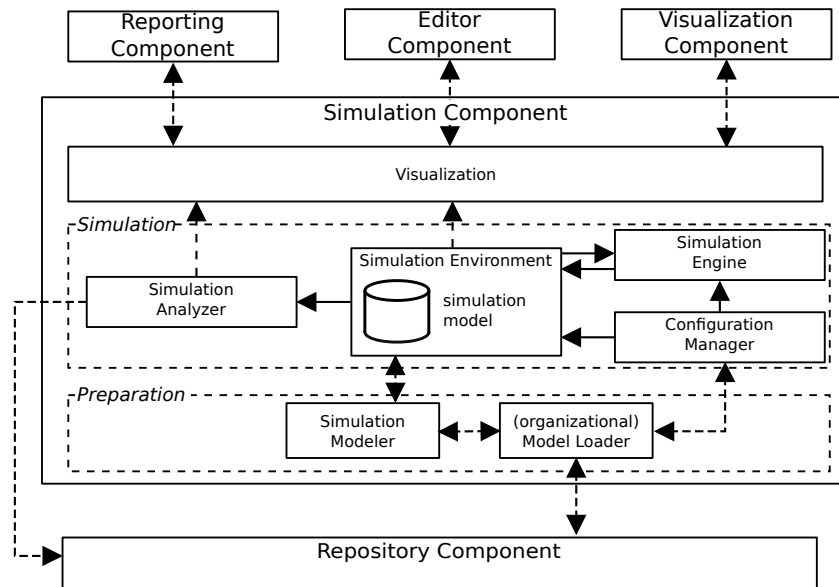 Reporting
Component
Editor
Component
Visualization
Component
Simulation Component
Visualization
Simulation
Simulation Environment
simulation
model
Simulation
Engine
Simulation
Analyzer
Configuration
Manager
Preparation
Simulation
Modeler
(organizational)
Model Loader
Repository Component